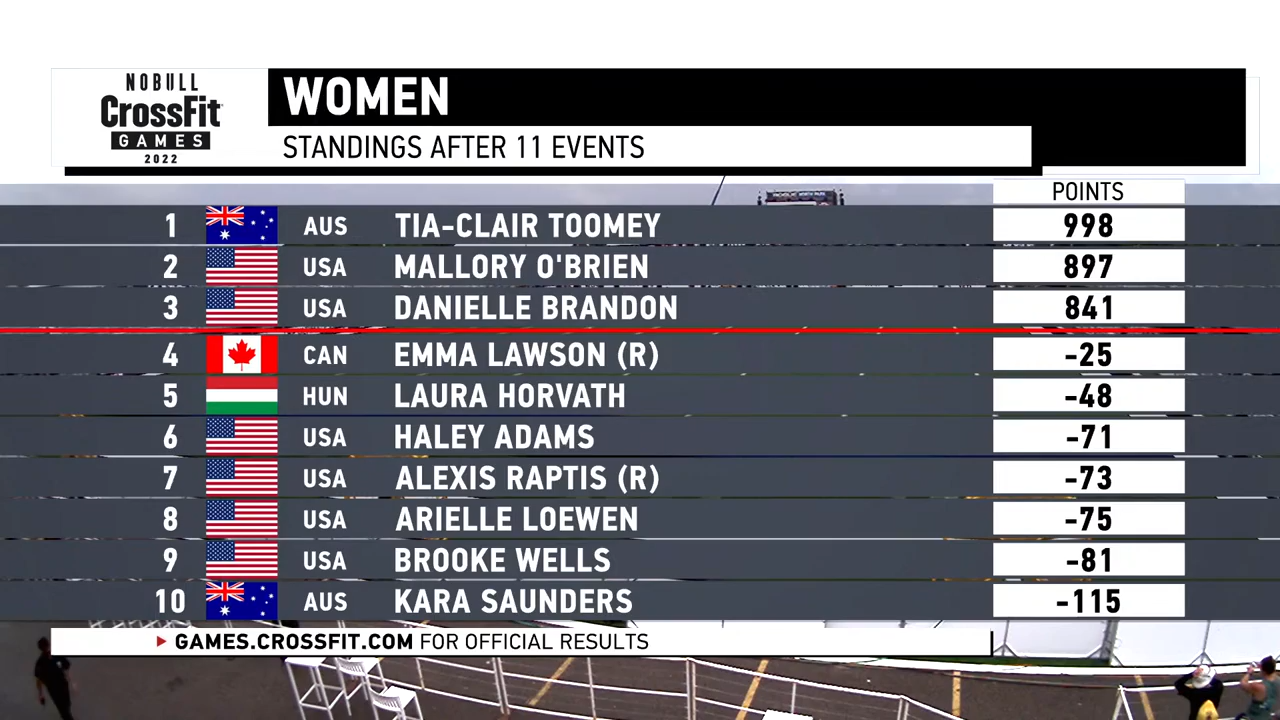 NOBULL
CrossFit
GAMES
2022
WOMEN
STANDINGS AFTER 11 EVENTS
POINTS
1 AUS TIA-CLAIR TOOMEY 998
2 USA MALLORY O'BRIEN 897
3 USA DANIELLE BRANDON 841
4 CAN EMMA LAWSON (R) -25
5 HUN LAURA HORVATH -48
6 USA HALEY ADAMS -71
7 USA ALEXIS RAPTIS (R) -73
8 USA ARIELLE LOEWEN -75
9 USA BROOKE WELLS -81
10 AUS KARA SAUNDERS -115
GAMES.CROSSFIT.COM FOR OFFICIAL RESULTS